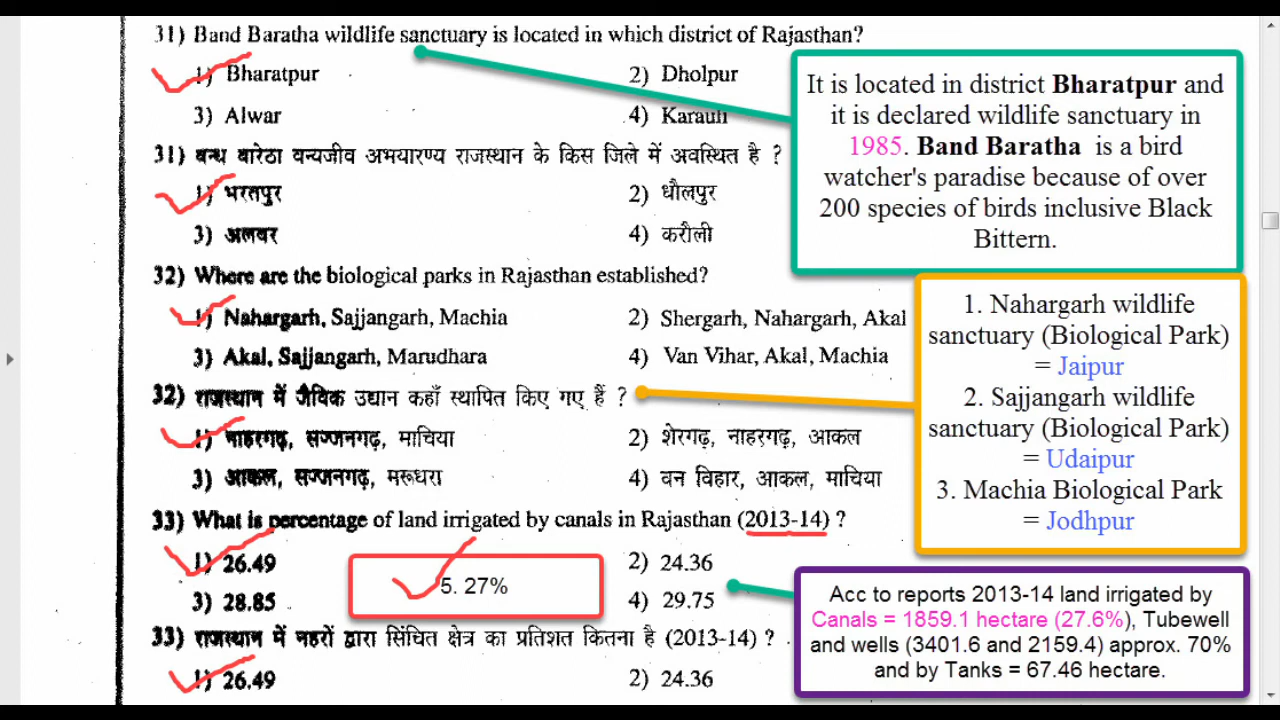 31) Band Baratha wildlife sanctuary is located in which district of Rajasthan?
1) Bharatpur 2) Dholpur
3) Alwar 4) Karauli
31) बन्ध बारेठा वन्यजीव अभयारण्य राजस्थान के किस जिले में अवस्थित है ?
1) भरतपुर 2) धौलपुर
3) अलवर 4) करौली
32) Where are the biological parks in Rajasthan established?
1) Nahargarh, Sajjangarh, Machia 2) Shergarh, Nahargarh, Akal
3) Akal, Sajjangarh, Marudhara 4) Van Vihar, Akal, Machia
32) राजस्थान में जैविक उद्यान कहाँ स्थापित किए गए हैं ?
1) नाहरगढ़, सज्जनगढ़, माचिया 2) शेरगढ़, नाहरगढ़, आकल
3) आकल, सज्जनगढ़, मरूधरा 4) वन विहार, आकल, माचिया
33) What is percentage of land irrigated by canals in Rajasthan (2013-14) ?
1) 26.49 2) 24.36
5. 27%
3) 28.85 4) 29.75
33) राजस्थान में नहरों द्वारा सिंचित क्षेत्र का प्रतिशत कितना है (2013-14) ?
1) 26.49 2) 24.36
It is located in district Bharatpur and
it is declared wildlife sanctuary in
1985. Band Baratha is a bird
watcher's paradise because of over
200 species of birds inclusive Black
Bittern.
1. Nahargarh wildlife
sanctuary (Biological Park)
= Jaipur
2. Sajjangarh wildlife
sanctuary (Biological Park)
= Udaipur
3. Machia Biological Park
= Jodhpur
Acc to reports 2013-14 land irrigated by
Canals = 1859.1 hectare (27.6%), Tubewell
and wells (3401.6 and 2159.4) approx. 70%
and by Tanks = 67.46 hectare.